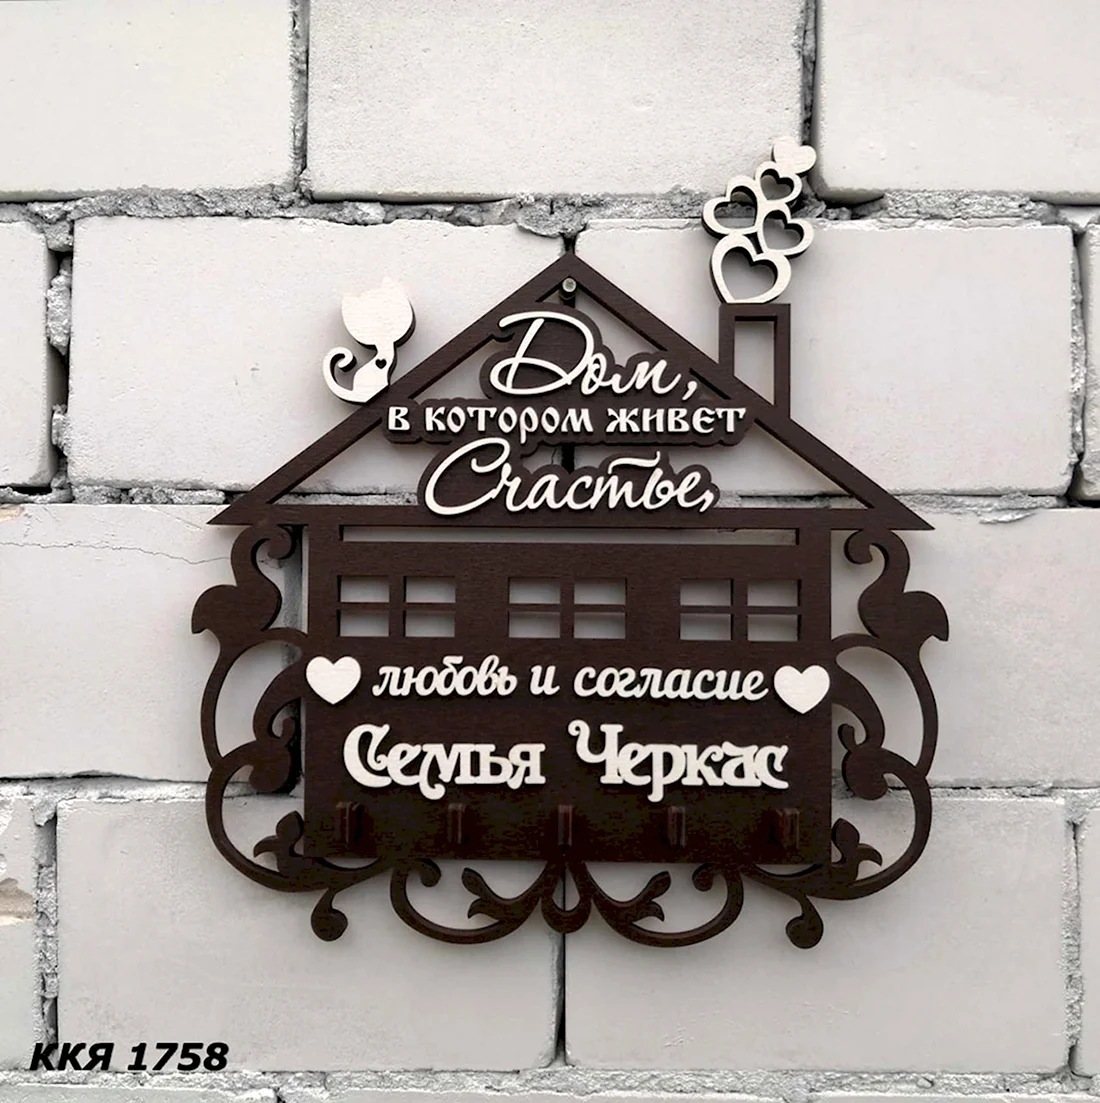 Дом,
в котором живет
Счастье,
любовь и согласие
Семья Черкас
ККЯ 1758